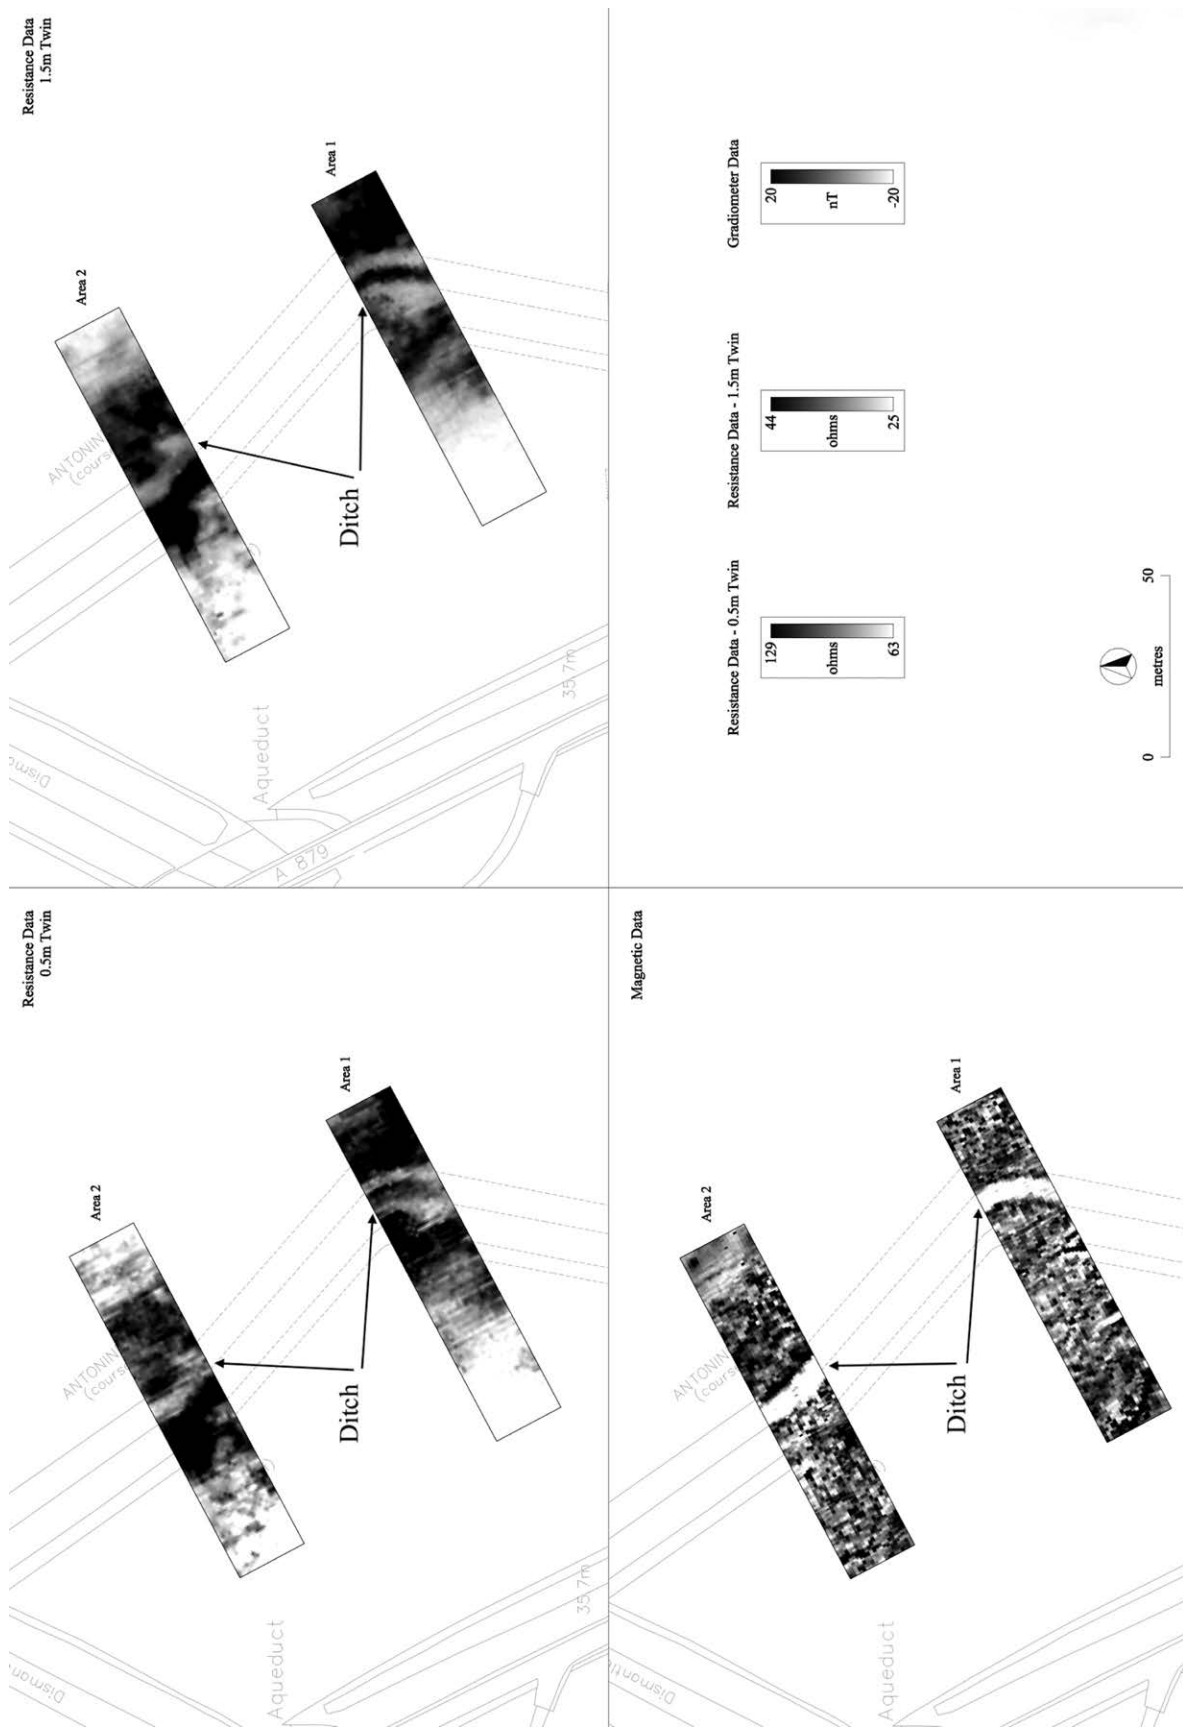 Resistance Data
0.5m Twin
Area 2
Area 1
ANTONIN
(cours
Ditch
Disman
Aqueduct
35.7m
Resistance Data
1.5m Twin
Area 2
Area 1
ANTONIN
(cours
Ditch
Disma
Aqueduct
A 879
35.7m
Magnetic Data
Area 2
Area 1
ANTONIN
(cours
Ditch
Dismantl
Aqueduct
Resistance Data - 0.5m Twin
129
ohms
63
Resistance Data - 1.5m Twin
44
ohms
25
Gradiometer Data
20
nT
-20
0
50
metres